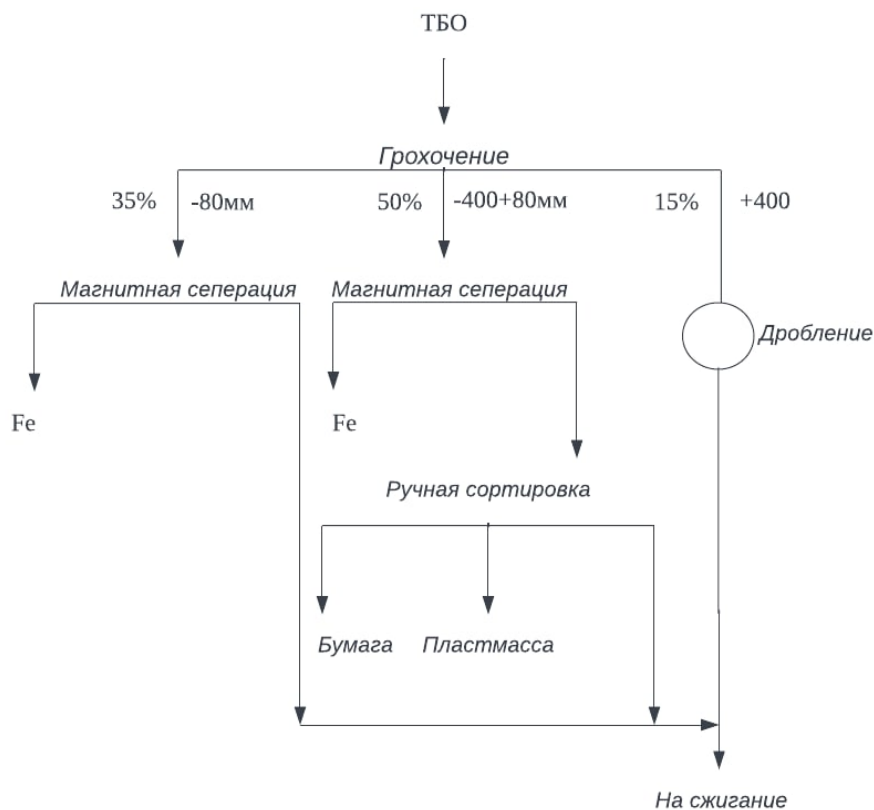 ТБО
Грохочение
35% -80мм 50% -400+80мм 15% +400
Магнитная сеперация Магнитная сеперация
Дробление
Fe Fe
Ручная сортировка
Бумага Пластмасса
На сжигание